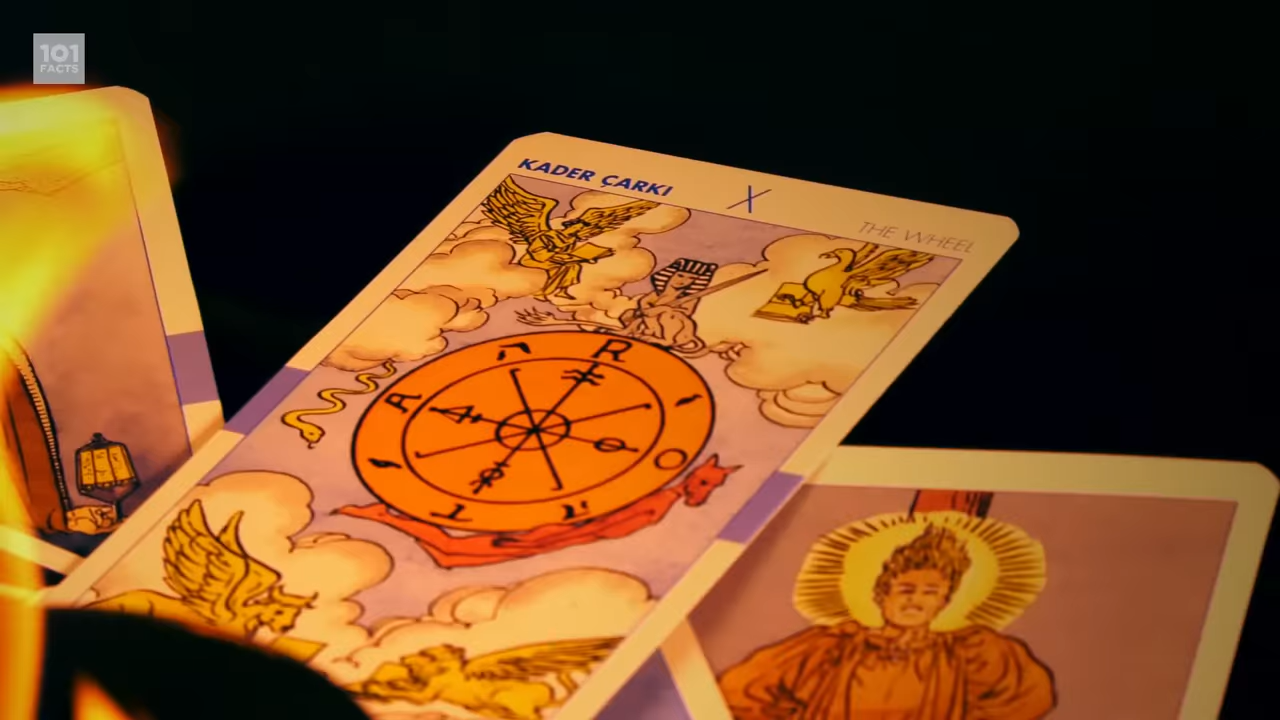 101
FACTS
KADER ÇARKI
X
THE WHEEL
R
O
T
A